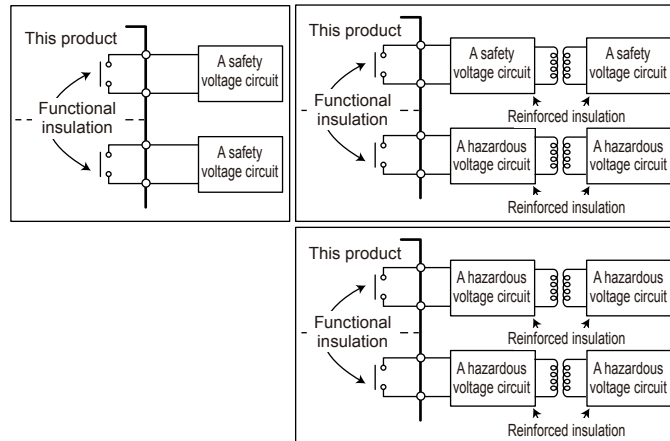 This product
A safety
voltage circuit
Functional
insulation
A safety
voltage circuit
This product
A safety
voltage circuit
A safety
voltage circuit
Reinforced insulation
Functional
insulation
A hazardous
voltage circuit
A hazardous
voltage circuit
Reinforced insulation
This product
A hazardous
voltage circuit
A hazardous
voltage circuit
Reinforced insulation
Functional
insulation
A hazardous
voltage circuit
A hazardous
voltage circuit
Reinforced insulation